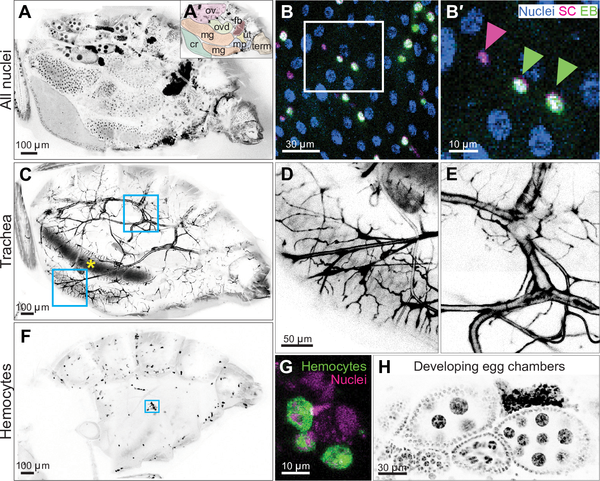 A
A′
ov.
fb
ovd
ut
mg
mp
term
cr
mg
All nuclei
100 µm
B
30 µm
B′
Nuclei SC EB
10 µm
C
Trachea
*
100 µm
D
50 µm
E
F
Hemocytes
100 µm
G
Hemocytes
Nuclei
10 µm
H
Developing egg chambers
30 µm